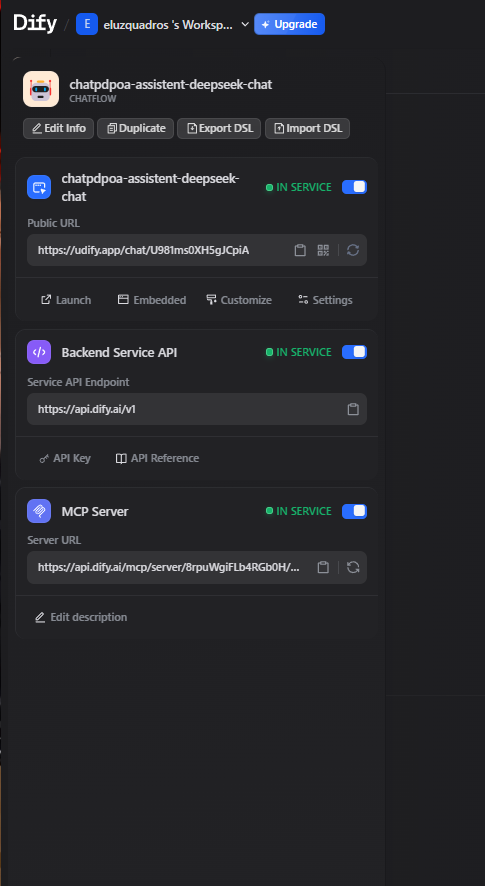 Dify / E eluzquadros 's Worksp... Upgrade
chatpdpoa-assistent-deepseek-chat
CHATFLOW
Edit Info Duplicate Export DSL Import DSL
chatpdpoa-assistent-deepseek-
chat
IN SERVICE
Public URL
https://udify.app/chat/U981ms0XH5gJCpiA
Launch Embedded Customize Settings
Backend Service API IN SERVICE
Service API Endpoint
https://api.dify.ai/v1
API Key API Reference
MCP Server IN SERVICE
Server URL
https://api.dify.ai/mcp/server/8rpuWgiFLb4RGb0H/...
Edit description